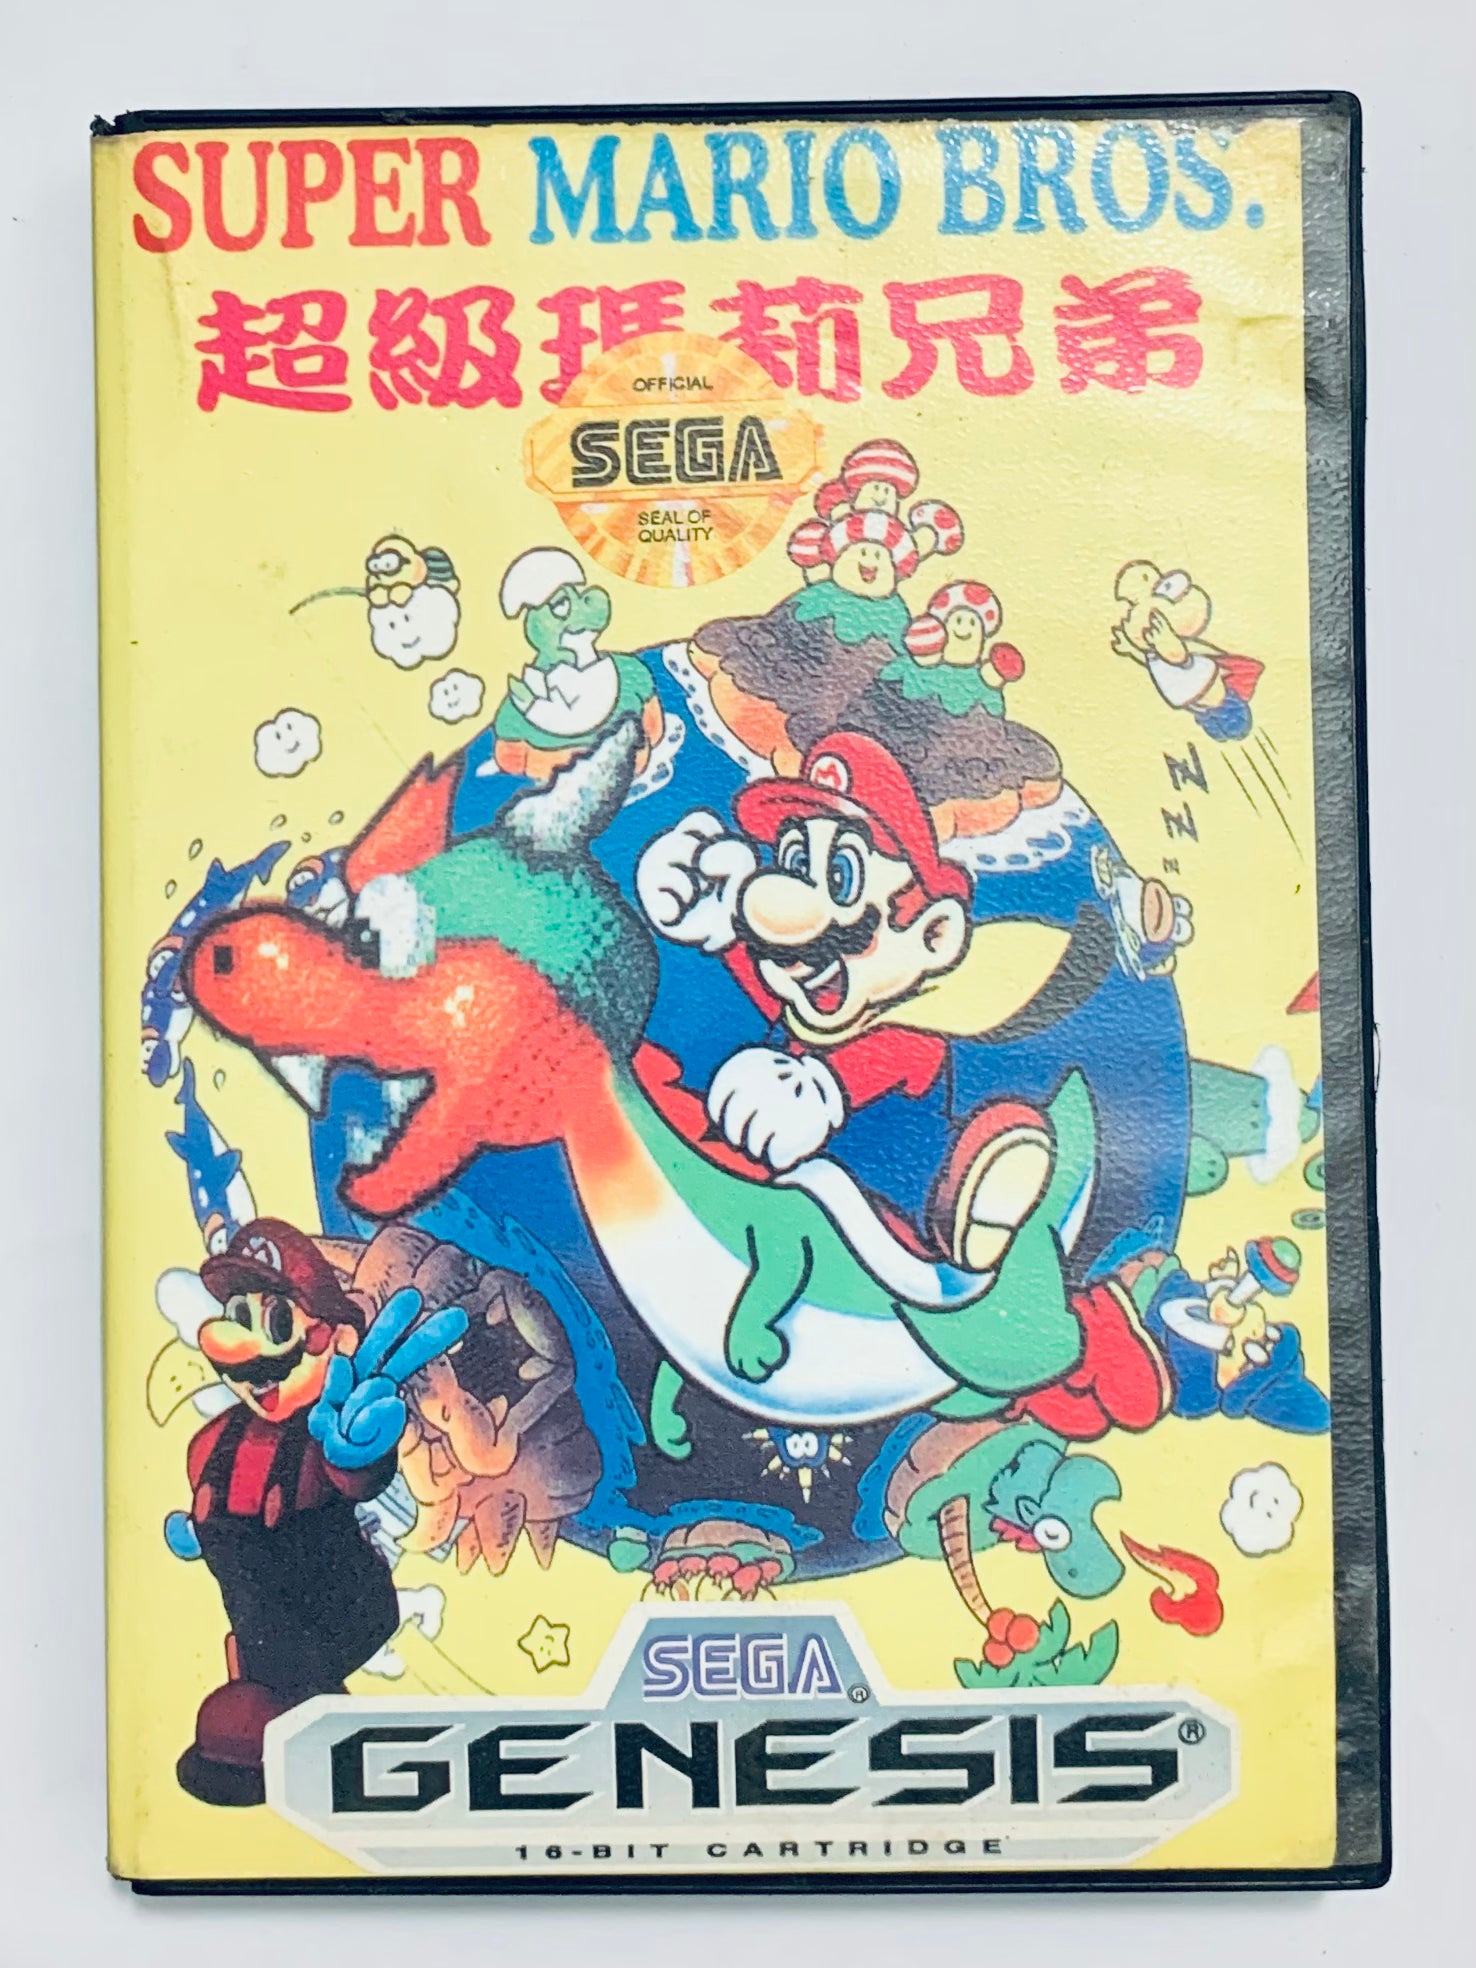 SUPER MARIO BROS.
超級瑪莉兄弟
OFFICIAL
SEGA
SEAL OF
QUALITY
Z
Z
Z
Z
M
M
SEGA®
GENESIS®
16-BIT CARTRIDGE